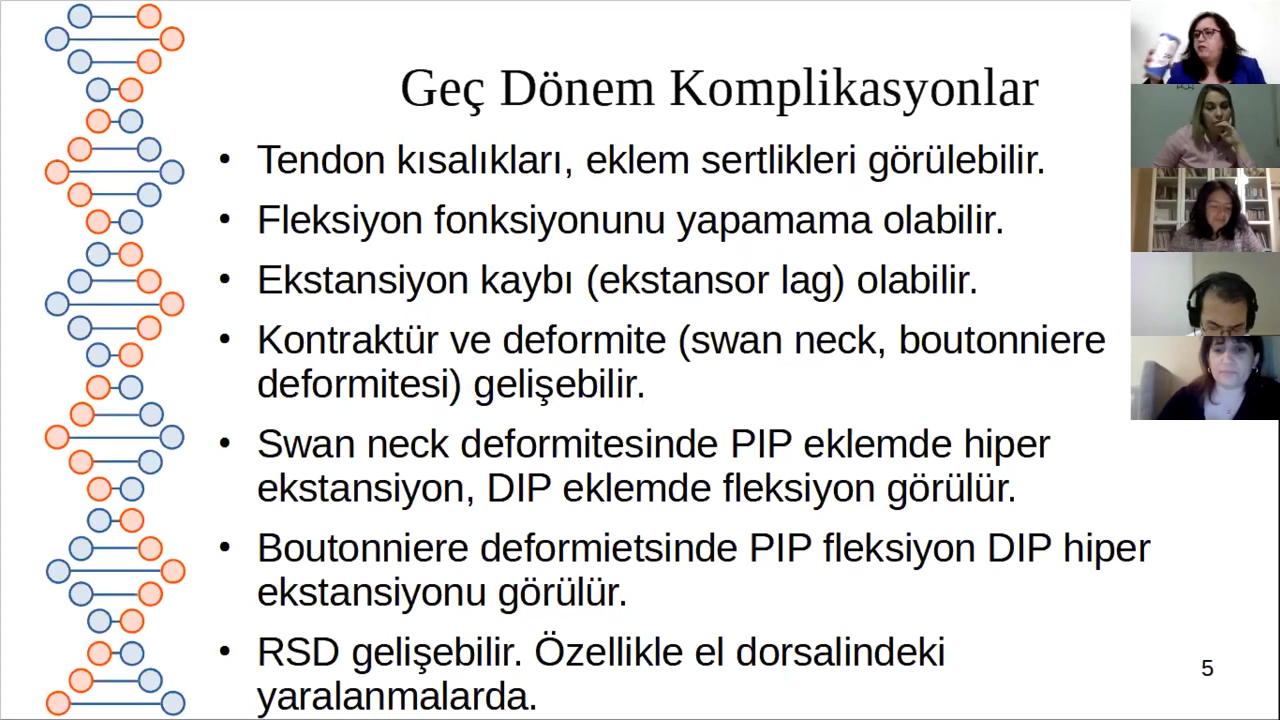 Geç Dönem Komplikasyonlar
• Tendon kısalıkları, eklem sertlikleri görülebilir.
• Fleksiyon fonksiyonunu yapamama olabilir.
• Ekstansiyon kaybı (ekstansor lag) olabilir.
• Kontraktür ve deformite (swan neck, boutonniere
deformitesi) gelişebilir.
• Swan neck deformitesinde PIP eklemde hiper
ekstansiyon, DIP eklemde fleksiyon görülür.
• Boutonniere deformietsinde PIP fleksiyon DIP hiper
ekstansiyonu görülür.
• RSD gelişebilir. Özellikle el dorsalindeki
yaralanmalarda.
5